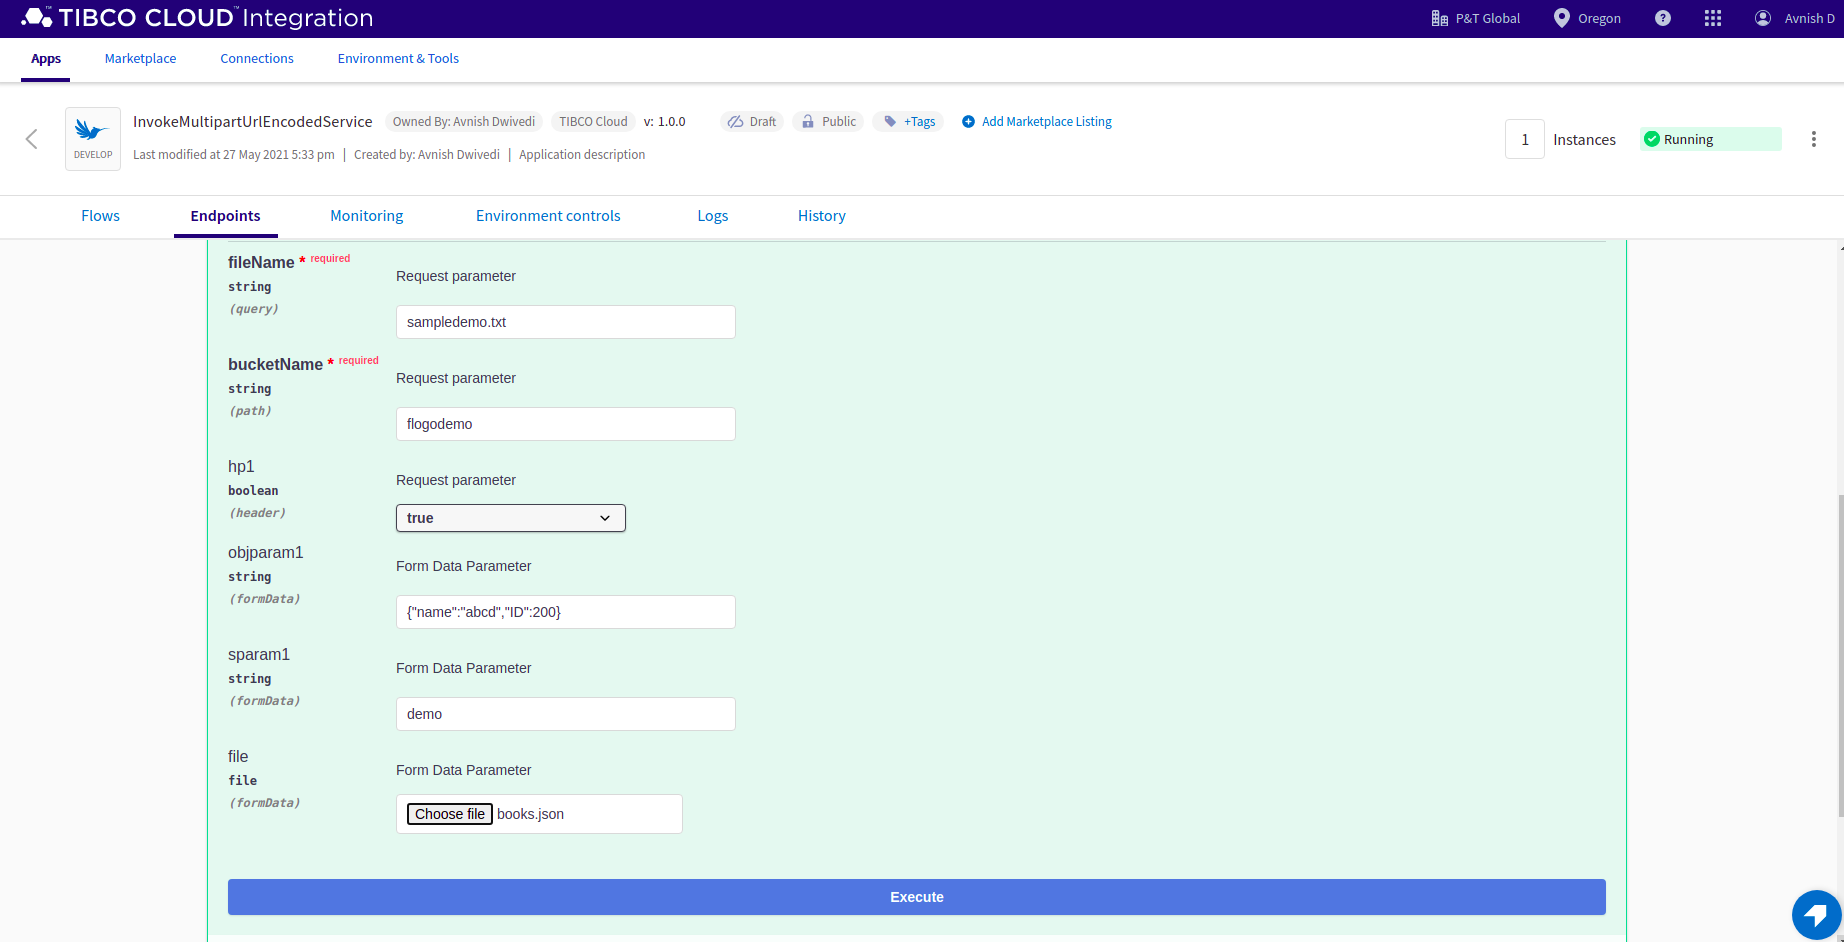 TIBCO CLOUD™ Integration
P&T Global
Oregon
?
Avnish D
Apps
Marketplace
Connections
Environment & Tools
DEVELOP
InvokeMultipartUrlEncodedService
Owned By: Avnish Dwivedi
TIBCO Cloud
v: 1.0.0
Draft
Public
+Tags
Add Marketplace Listing
Last modified at 27 May 2021 5:33 pm | Created by: Avnish Dwivedi | Application description
1
Instances
Running
Flows
Endpoints
Monitoring
Environment controls
Logs
History
fileName * required
string
(query)
Request parameter
sampledemo.txt
bucketName * required
string
(path)
Request parameter
flogodemo
hp1
boolean
(header)
Request parameter
true
objparam1
string
(formData)
Form Data Parameter
{"name":"abcd","ID":200}
sparam1
string
(formData)
Form Data Parameter
demo
file
file
(formData)
Form Data Parameter
Choose file books.json
Execute